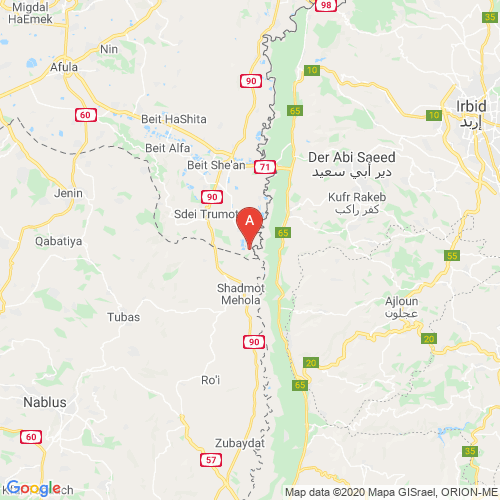 98
Migdal
HaEmek
35
Nin
Afula
90
10
65
Irbid
إربد
60
Beit HaShita
10
Beit Alfa
Der Abi Saeed
دير أبي سعيد
Beit She'an
71
Jenin
90
Kufr Rakeb
كفر راكب
Sdei Trumot
A
65
Qabatiya
55
Shadmot
Mehola
Ajloun
عجلون
Tubas
90
20
20
Ro'i
65
Nablus
60
Zubaydat
57
35
Google
Map data ©2020 Mapa GISrael, ORION-ME